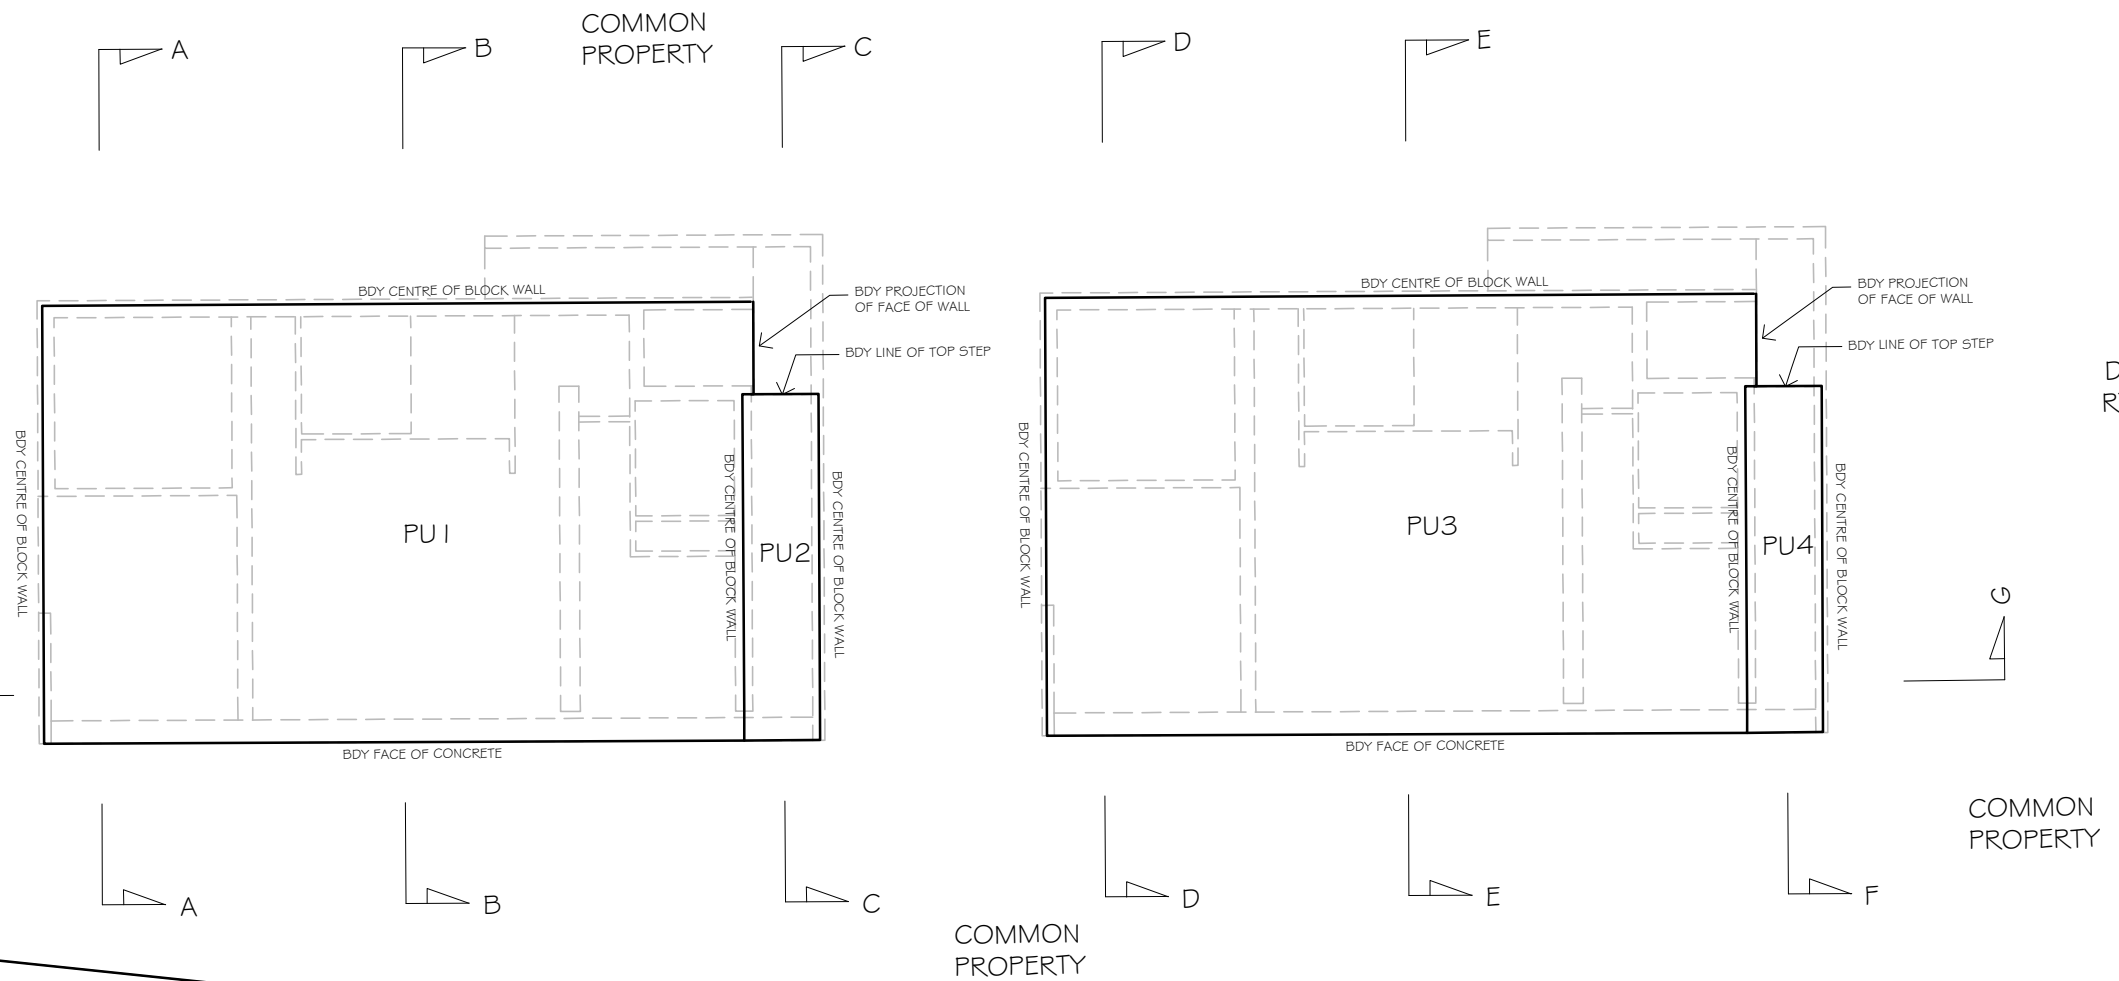 COMMON
PROPERTY
A
B
C
D
E
BDY CENTRE OF BLOCK WALL
BDY PROJECTION
OF FACE OF WALL
BDY LINE OF TOP STEP
BDY CENTRE OF BLOCK WALL
PU1
BDY CENTRE OF BLOCK WALL
PU2
BDY CENTRE OF BLOCK WALL
BDY FACE OF CONCRETE
BDY CENTRE OF BLOCK WALL
BDY PROJECTION
OF FACE OF WALL
BDY LINE OF TOP STEP
BDY CENTRE OF BLOCK WALL
PU3
BDY CENTRE OF BLOCK WALL
PU4
BDY CENTRE OF BLOCK WALL
BDY FACE OF CONCRETE
G
COMMON
PROPERTY
A
B
C
D
E
F
COMMON
PROPERTY